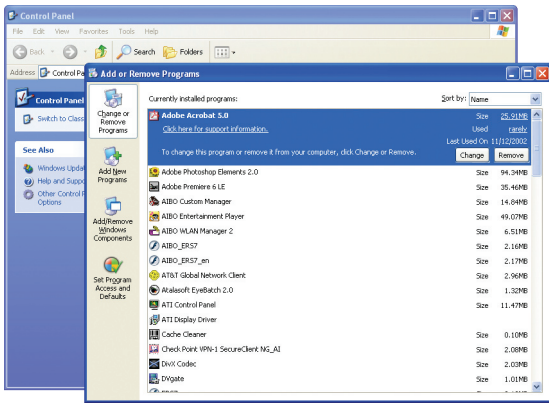 Control Panel
File Edit View Favorites Tools Help
Back Search Folders
Address Control Pa
Control Panel
Switch to Class
See Also
Windows Updat
Help and Suppo
Other Control P
Options
Add or Remove Programs
Change or
Remove
Programs
Add New
Programs
Add/Remove
Windows
Components
Set Program
Access and
Defaults
Currently installed programs: Sort by: Name
Adobe Acrobat 5.0 Size 25.91MB
Click here for support information. Used rarely
Last Used On 11/12/2002
To change this program or remove it from your computer, click Change or Remove. Change Remove
Adobe Photoshop Elements 2.0 Size 94.34MB
Adobe Premiere 6 LE Size 35.46MB
AIBO Custom Manager Size 14.84MB
AIBO Entertainment Player Size 49.07MB
AIBO WLAN Manager 2 Size 6.51MB
AIBO_ERS7 Size 2.16MB
AIBO_ERS7_en Size 2.17MB
AT&T Global Network Client Size 2.96MB
Atalasoft EyeBatch 2.0 Size 1.32MB
ATI Control Panel Size 11.47MB
ATI Display Driver
Cache Cleaner Size 0.10MB
Check Point VPN-1 SecureClient NG_AI Size 2.08MB
DivX Codec Size 2.03MB
DVgate Size 1.01MB